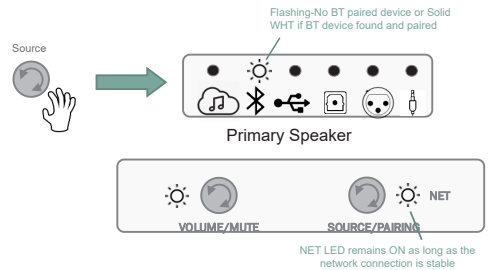 Flashing-No BT paired device or Solid
WHT if BT device found and paired
Source
Primary Speaker
NET
VOLUME/MUTE
SOURCE/PAIRING
NET LED remains ON as long as the
network connection is stable